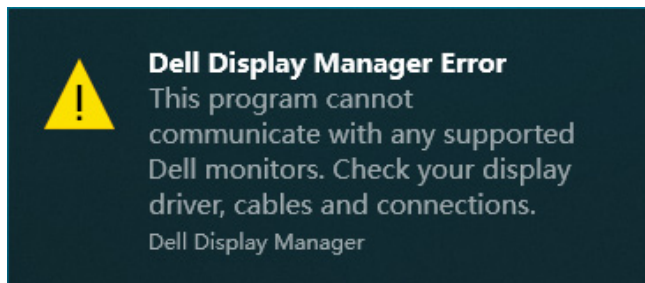 Dell Display Manager Error
This program cannot
communicate with any supported
Dell monitors. Check your display
driver, cables and connections.
Dell Display Manager